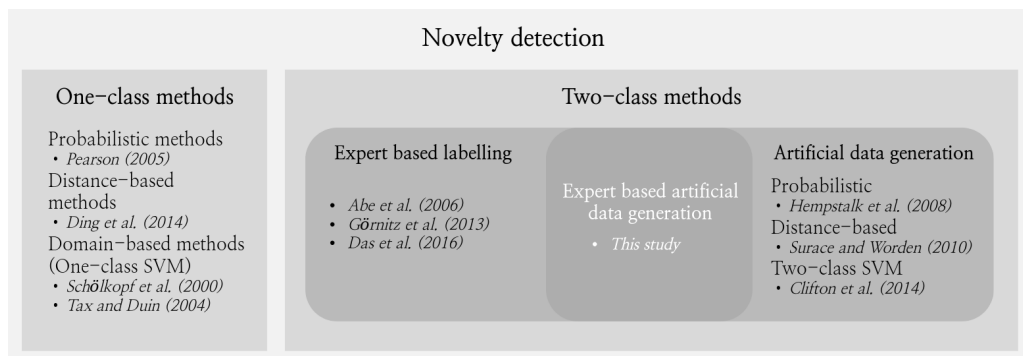 Novelty detection
One-class methods
Probabilistic methods
• Pearson (2005)
Distance-based
methods
• Ding et al. (2014)
Domain-based methods
(One-class SVM)
• Schölkopf et al. (2000)
• Tax and Duin (2004)
Two-class methods
Expert based labelling
• Abe et al. (2006)
• Görnitz et al. (2013)
• Das et al. (2016)
Expert based artificial
data generation
• This study
Artificial data generation
Probabilistic
• Hempstalk et al. (2008)
Distance-based
• Surace and Worden (2010)
Two-class SVM
• Clifton et al. (2014)